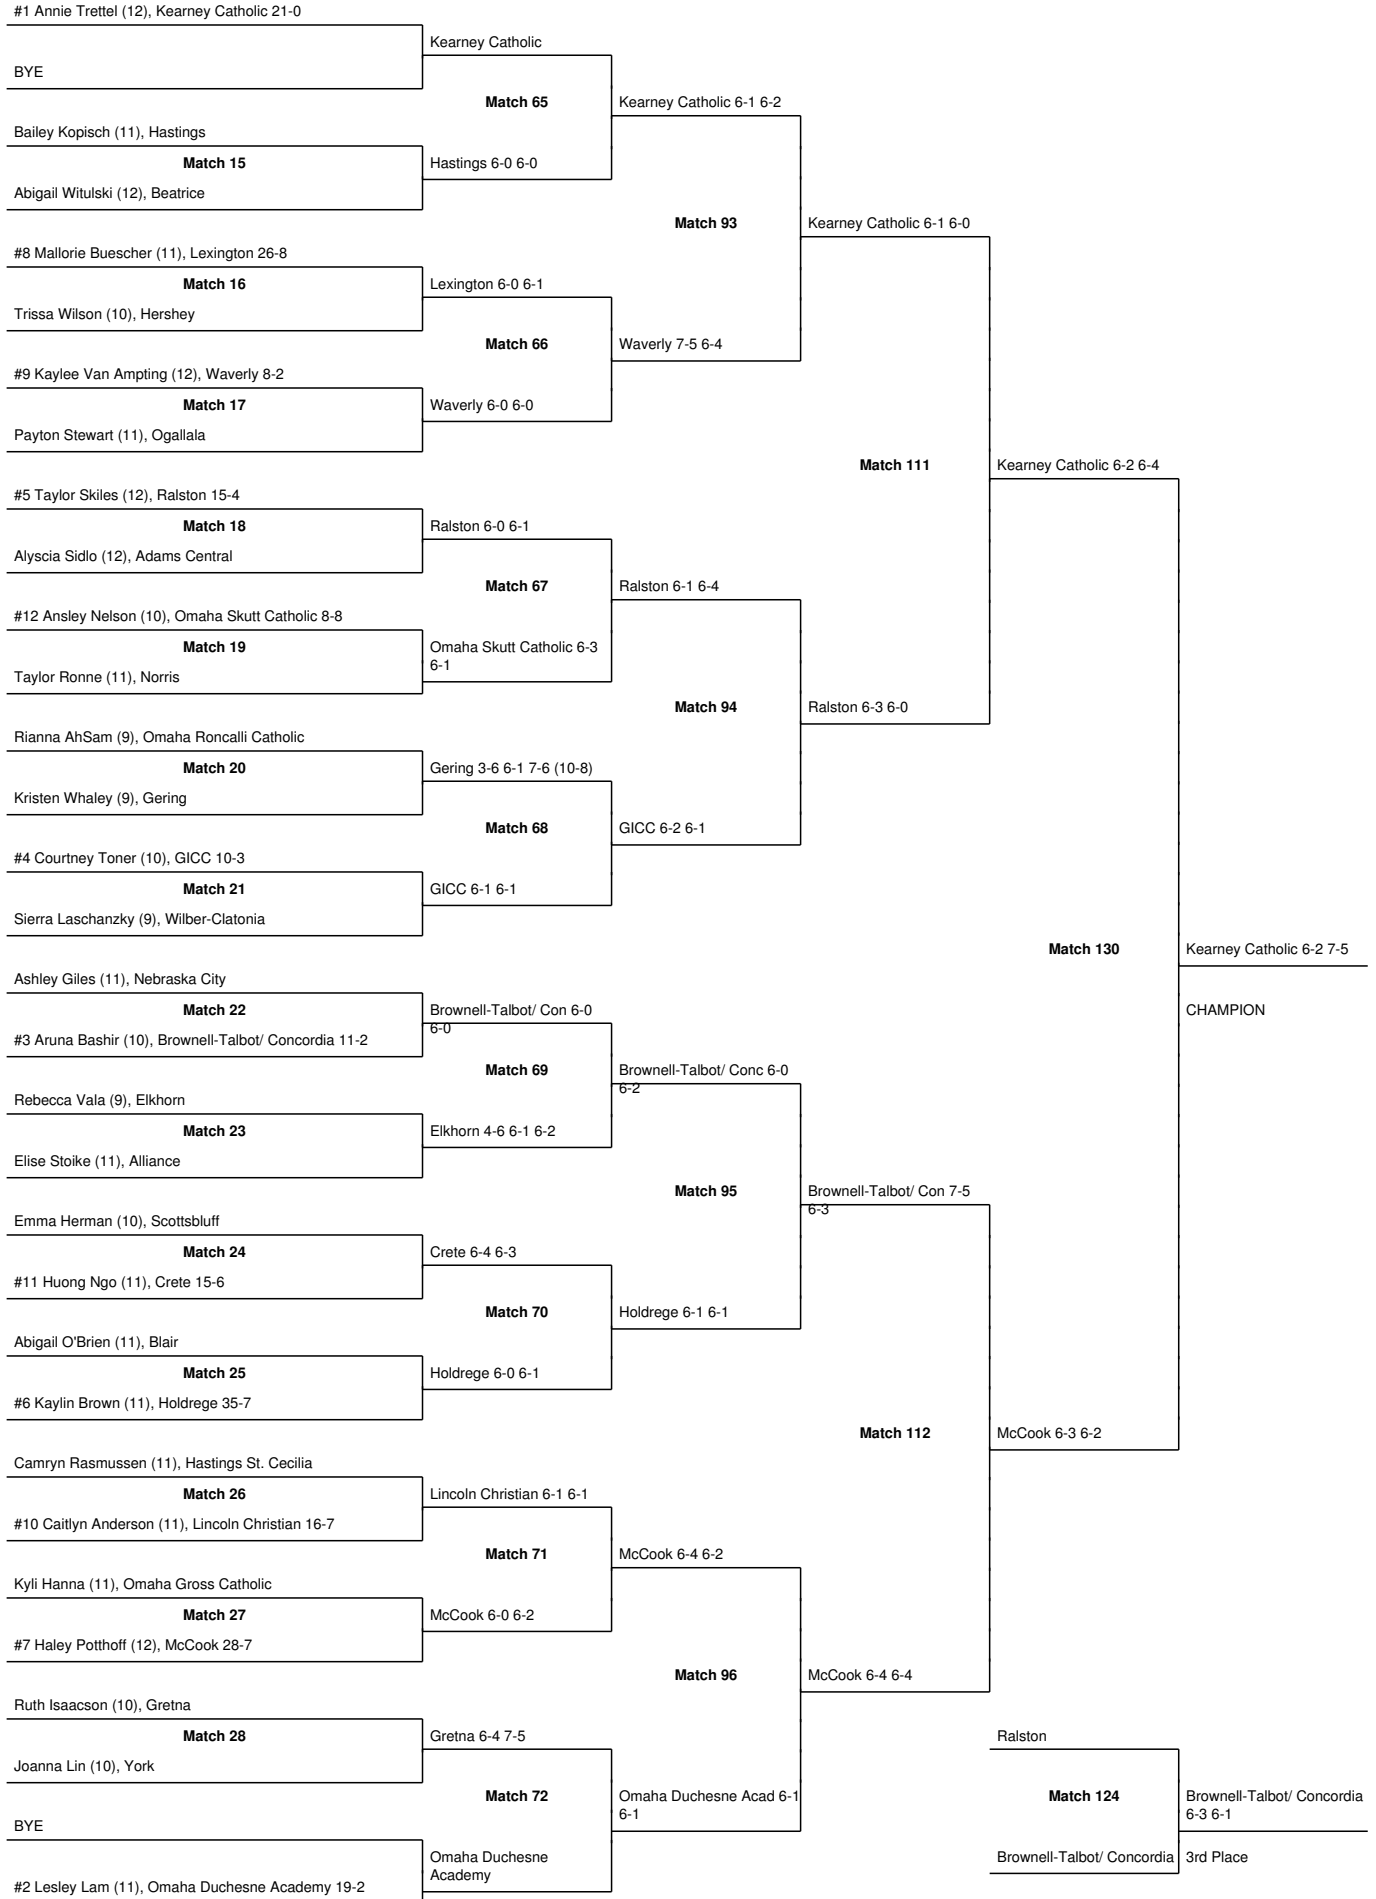 #1 Annie Trettel (12), Kearney Catholic 21-0
Kearney Catholic
BYE
Match 65
Kearney Catholic 6-1 6-2
Bailey Kopisch (11), Hastings
Match 15
Hastings 6-0 6-0
Abigail Witulski (12), Beatrice
Match 93
Kearney Catholic 6-1 6-0
#8 Mallorie Buescher (11), Lexington 26-8
Match 16
Lexington 6-0 6-1
Trissa Wilson (10), Hershey
Match 66
Waverly 7-5 6-4
#9 Kaylee Van Ampting (12), Waverly 8-2
Match 17
Waverly 6-0 6-0
Payton Stewart (11), Ogallala
Match 111
Kearney Catholic 6-2 6-4
#5 Taylor Skiles (12), Ralston 15-4
Match 18
Ralston 6-0 6-1
Alyscia Sidlo (12), Adams Central
Match 67
Ralston 6-1 6-4
#12 Ansley Nelson (10), Omaha Skutt Catholic 8-8
Match 19
Omaha Skutt Catholic 6-3
6-1
Taylor Ronne (11), Norris
Match 94
Ralston 6-3 6-0
Rianna AhSam (9), Omaha Roncalli Catholic
Match 20
Gering 3-6 6-1 7-6 (10-8)
Kristen Whaley (9), Gering
Match 68
GICC 6-2 6-1
#4 Courtney Toner (10), GICC 10-3
Match 21
GICC 6-1 6-1
Sierra Laschanzky (9), Wilber-Clatonia
Match 130
Kearney Catholic 6-2 7-5
CHAMPION
Ashley Giles (11), Nebraska City
Match 22
Brownell-Talbot/ Con 6-0
6-0
#3 Aruna Bashir (10), Brownell-Talbot/ Concordia 11-2
Match 69
Brownell-Talbot/ Conc 6-0
6-2
Rebecca Vala (9), Elkhorn
Match 23
Elkhorn 4-6 6-1 6-2
Elise Stoike (11), Alliance
Match 95
Brownell-Talbot/ Con 7-5
6-3
Emma Herman (10), Scottsbluff
Match 24
Crete 6-4 6-3
#11 Huong Ngo (11), Crete 15-6
Match 70
Holdrege 6-1 6-1
Abigail O'Brien (11), Blair
Match 25
Holdrege 6-0 6-1
#6 Kaylin Brown (11), Holdrege 35-7
Match 112
McCook 6-3 6-2
Camryn Rasmussen (11), Hastings St. Cecilia
Match 26
Lincoln Christian 6-1 6-1
#10 Caitlyn Anderson (11), Lincoln Christian 16-7
Match 71
McCook 6-4 6-2
Kyli Hanna (11), Omaha Gross Catholic
Match 27
McCook 6-0 6-2
#7 Haley Potthoff (12), McCook 28-7
Match 96
McCook 6-4 6-4
Ruth Isaacson (10), Gretna
Match 28
Gretna 6-4 7-5
Joanna Lin (10), York
Match 72
Omaha Duchesne Acad 6-1
6-1
BYE
Omaha Duchesne
Academy
#2 Lesley Lam (11), Omaha Duchesne Academy 19-2
Ralston
Match 124
Brownell-Talbot/ Concordia
6-3 6-1
Brownell-Talbot/ Concordia
3rd Place